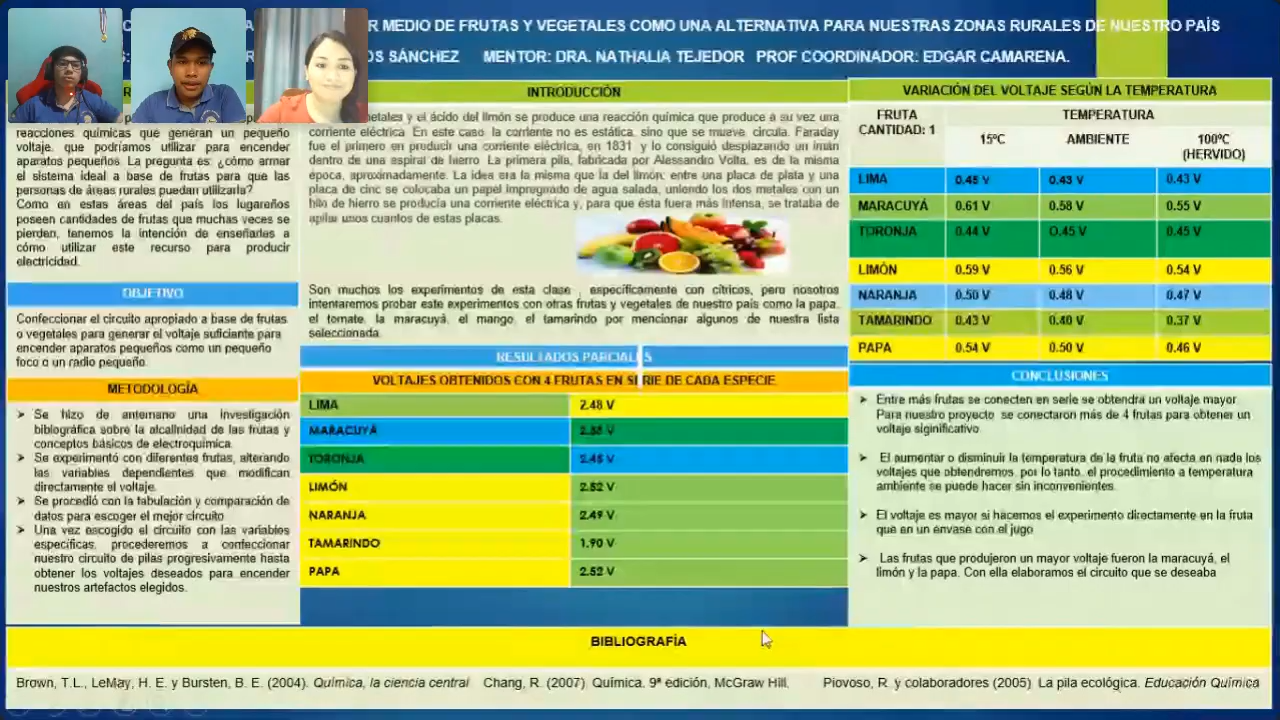 R MEDIO DE FRUTAS Y VEGETALES COMO UNA ALTERNATIVA PARA NUESTRAS ZONAS RURALES DE NUESTRO PAÍS
OS SÁNCHEZ MENTOR: DRA. NATHALIA TEJEDOR PROF COORDINADOR: EDGAR CAMARENA.
reacciones químicas que generan un pequeño
voltaje, que podríamos utilizar para encender
aparatos pequeños. La pregunta es: ¿cómo armar
el sistema ideal a base de frutas para que las
personas de áreas rurales puedan utilizarla?
Como en estas áreas del país los lugareños
poseen cantidades de frutas que muchas veces se
pierden, tenemos la intención de enseñarles a
cómo utilizar este recurso para producir
electricidad.
OBJETIVO
Confeccionar el circuito apropiado a base de frutas
o vegetales para generar el voltaje suficiente para
encender aparatos pequeños como un pequeño
foco o un radio pequeño.
METODOLOGÍA
Se hizo de antemano una investigación
bibliográfica sobre la alcalinidad de las frutas y
conceptos básicos de electroquímica.
Se experimentó con diferentes frutas, alterando
las variables dependientes que modifican
directamente el voltaje.
Se procedió con la tabulación y comparación de
datos para escoger el mejor circuito
Una vez escogido el circuito con las variables
específicas, procederemos a confeccionar
nuestro circuito de pilas progresivamente hasta
obtener los voltajes deseados para encender
nuestros artefactos elegidos.
INTRODUCCIÓN
etales y el ácido del limón se produce una reacción química que produce a su vez una
corriente eléctrica. En este caso, la corriente no es estática, sino que se mueve, circula. Faraday
fue el primero en producir una corriente eléctrica, en 1831, y lo consiguió desplazando un imán
dentro de una espiral de hierro. La primera pila, fabricada por Alessandro Volta, es de la misma
época, aproximadamente. La idea era la misma que la del limón: entre una placa de plata y una
placa de cinc se colocaba un papel impregnado de agua salada, uniendo los dos metales con un
hilo de hierro se producía una corriente eléctrica y, para que ésta fuera más intensa, se trataba de
apilar unos cuantos de estas placas.
Son muchos los experimentos de esta clase , específicamente con cítricos, pero nosotros
intentaremos probar este experimentos con otras frutas y vegetales de nuestro país como la papa,
el tomate, la maracuyá, el mango, el tamarindo por mencionar algunos de nuestra lista
seleccionada.
RESULTADOS PARCIALES
VOLTAJES OBTENIDOS CON 4 FRUTAS EN SERIE DE CADA ESPECIE
LIMA 2.48 V
MARACUYÁ 2.58 V
TORONJA 2.45 V
LIMÓN 2.52 V
NARANJA 2.49 V
TAMARINDO 1.90 V
PAPA 2.52 V
VARIACIÓN DEL VOLTAJE SEGÚN LA TEMPERATURA
FRUTA CANTIDAD: 1 TEMPERATURA
15ºC AMBIENTE 100ºC (HERVIDO)
LIMA 0.45 V 0.43 V 0.43 V
MARACUYÁ 0.61 V 0.58 V 0.55 V
TORONJA 0.44 V O.45 V 0.45 V
LIMÓN 0.59 V 0.56 V 0.54 V
NARANJA 0.50 V 0.48 V 0.47 V
TAMARINDO 0.43 V 0.40 V 0.37 V
PAPA 0.54 V 0.50 V 0.46 V
CONCLUSIONES
Entre más frutas se conecten en serie se obtendra un voltaje mayor.
Para nuestro proyecto se conectaron más de 4 frutas para obtener un
voltaje siginificativo.
El aumentar o disminuir la temperatura de la fruta no afecta en nada los
voltajes que obtendremos, por lo tanto, el procedimiento a temperatura
ambiente se puede hacer sin inconvenientes.
El voltaje es mayor si hacemos el experimento directamente en la fruta
que en un envase con el jugo
Las frutas que produjeron un mayor voltaje fueron la maracuyá, el
limón y la papa. Con ella elaboramos el circuito que se deseaba
BIBLIOGRAFÍA
Brown, T.L., LeMay, H. E. y Bursten, B. E. (2004). Química, la ciencia central Chang, R. (2007). Química. 9ª edición, McGraw Hill. Piovoso, R. y colaboradores (2005) La pila ecológica. Educación Química